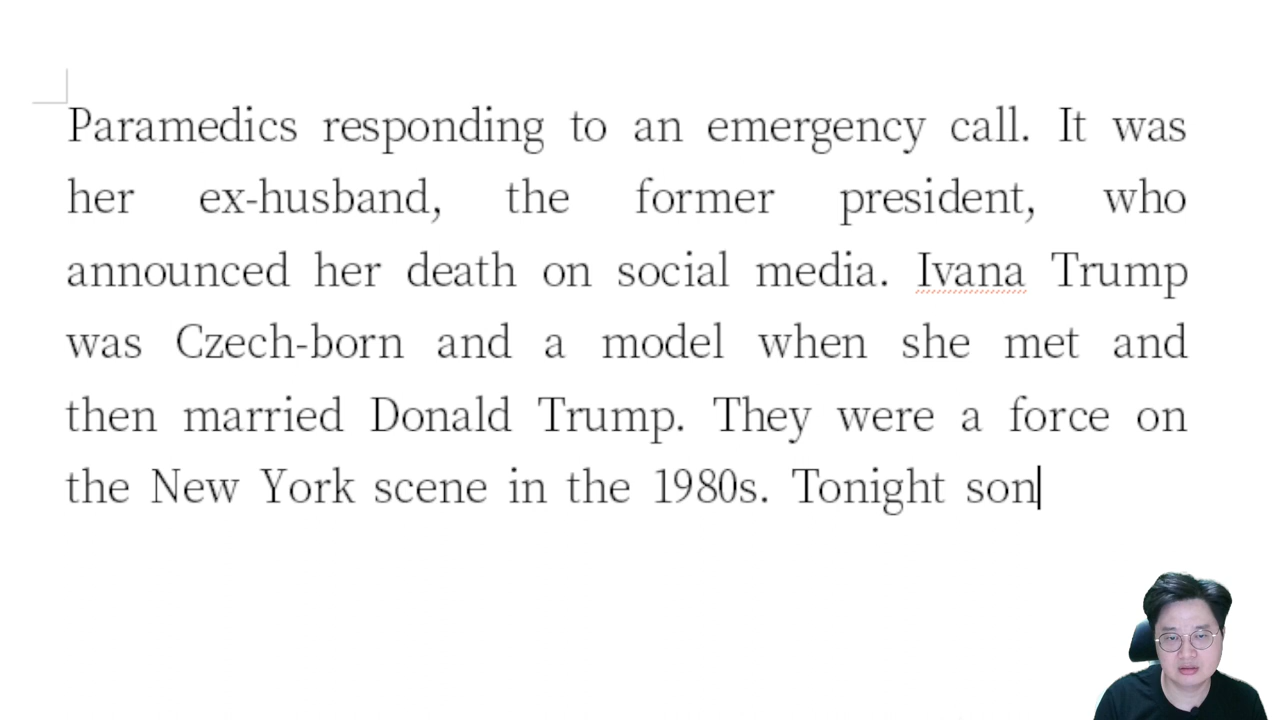 Paramedics responding to an emergency call. It was
her ex-husband, the former president, who
announced her death on social media. Ivana Trump
was Czech-born and a model when she met and
then married Donald Trump. They were a force on
the New York scene in the 1980s. Tonight son